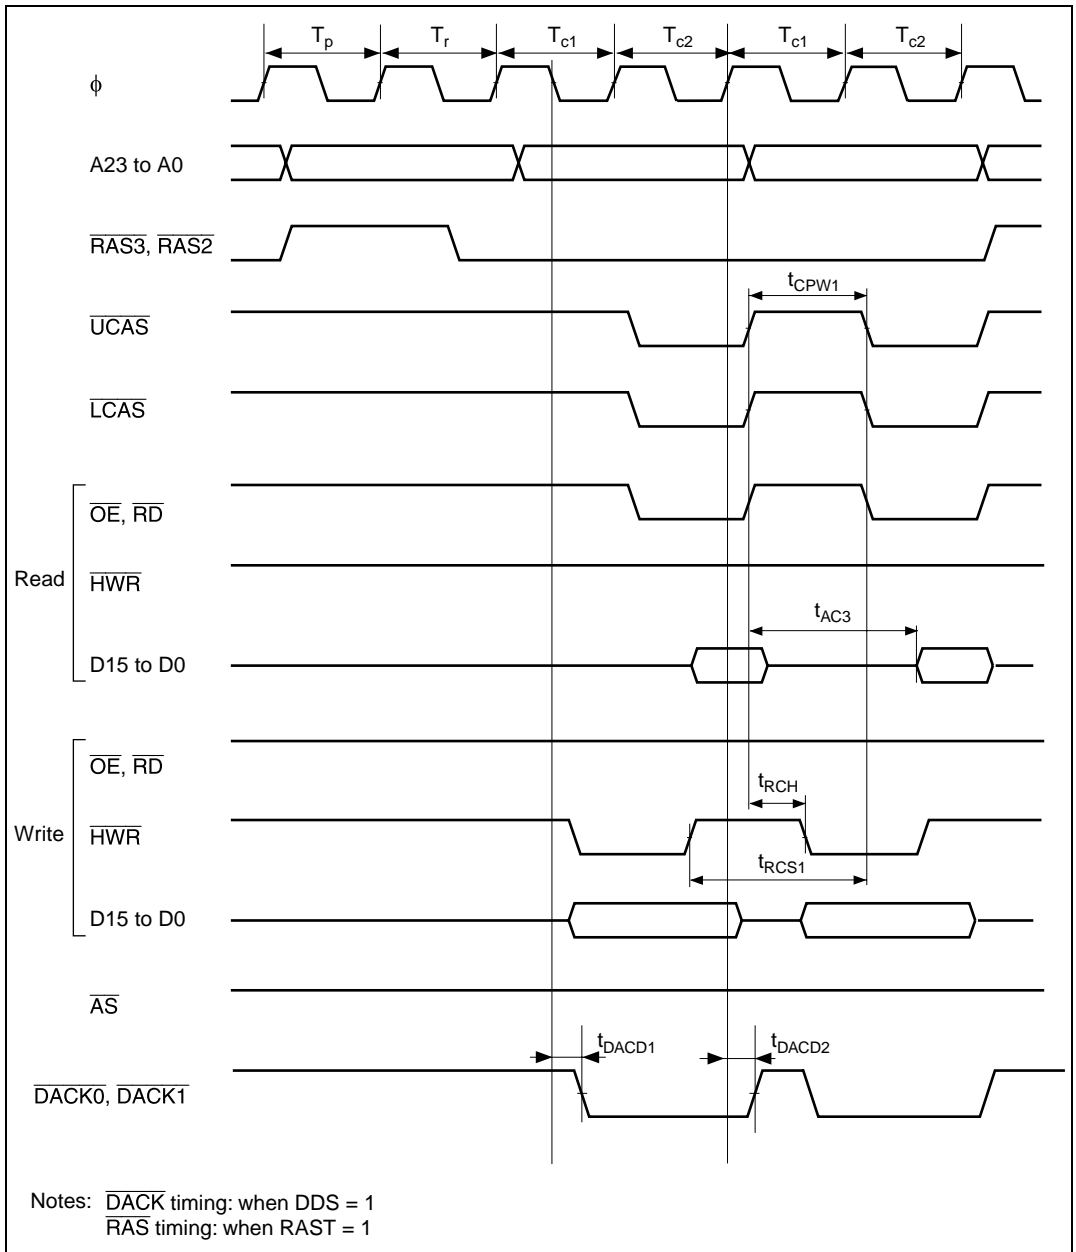 Tp Tr Tc1 Tc2 Tc1 Tc2
ϕ
A23 to A0
RAS3, RAS2
tCPW1
UCAS
LCAS
OE, RD
Read
HWR
tAC3
D15 to D0
OE, RD
tRCH
Write
HWR
tRCS1
D15 to D0
AS
tDACD1 tDACD2
DACK0, DACK1
Notes: DACK timing: when DDS = 1
RAS timing: when RAST = 1